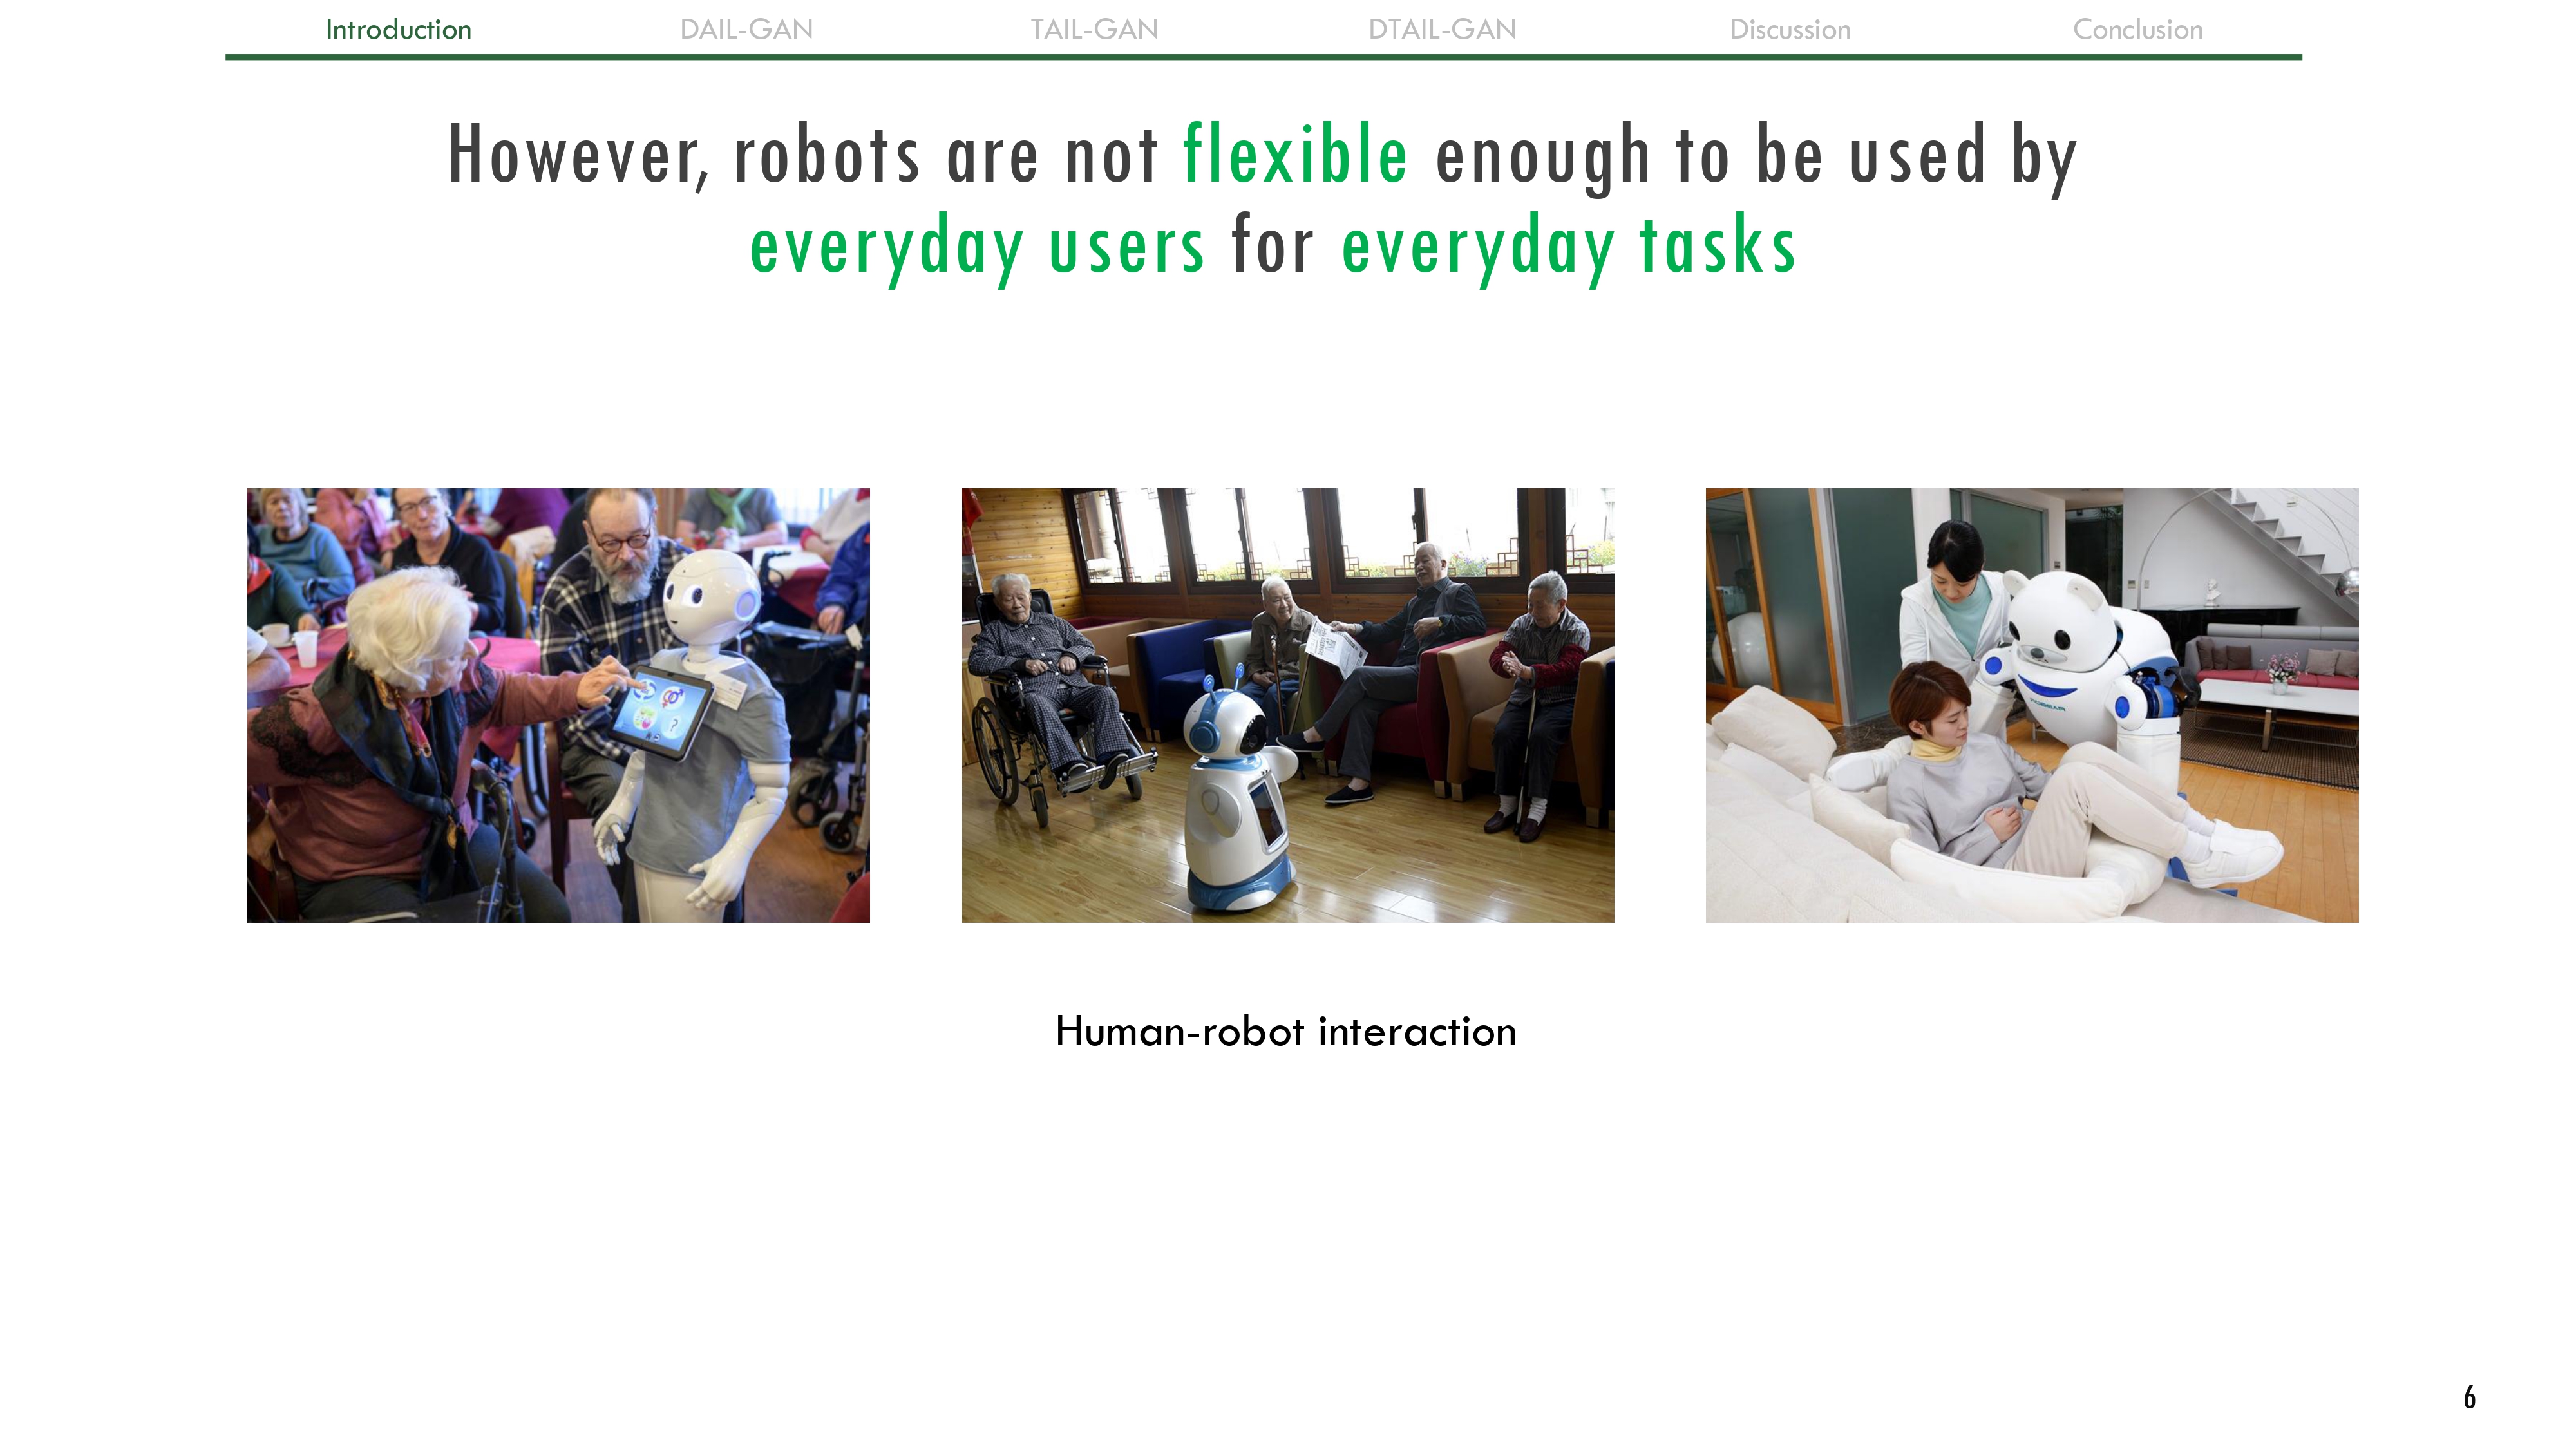 Introduction
DAIL-GAN
TAIL-GAN
DTAIL-GAN
Discussion
Conclusion
However, robots are not flexible enough to be used by
everyday users for everyday tasks
?
Human-robot interaction
6